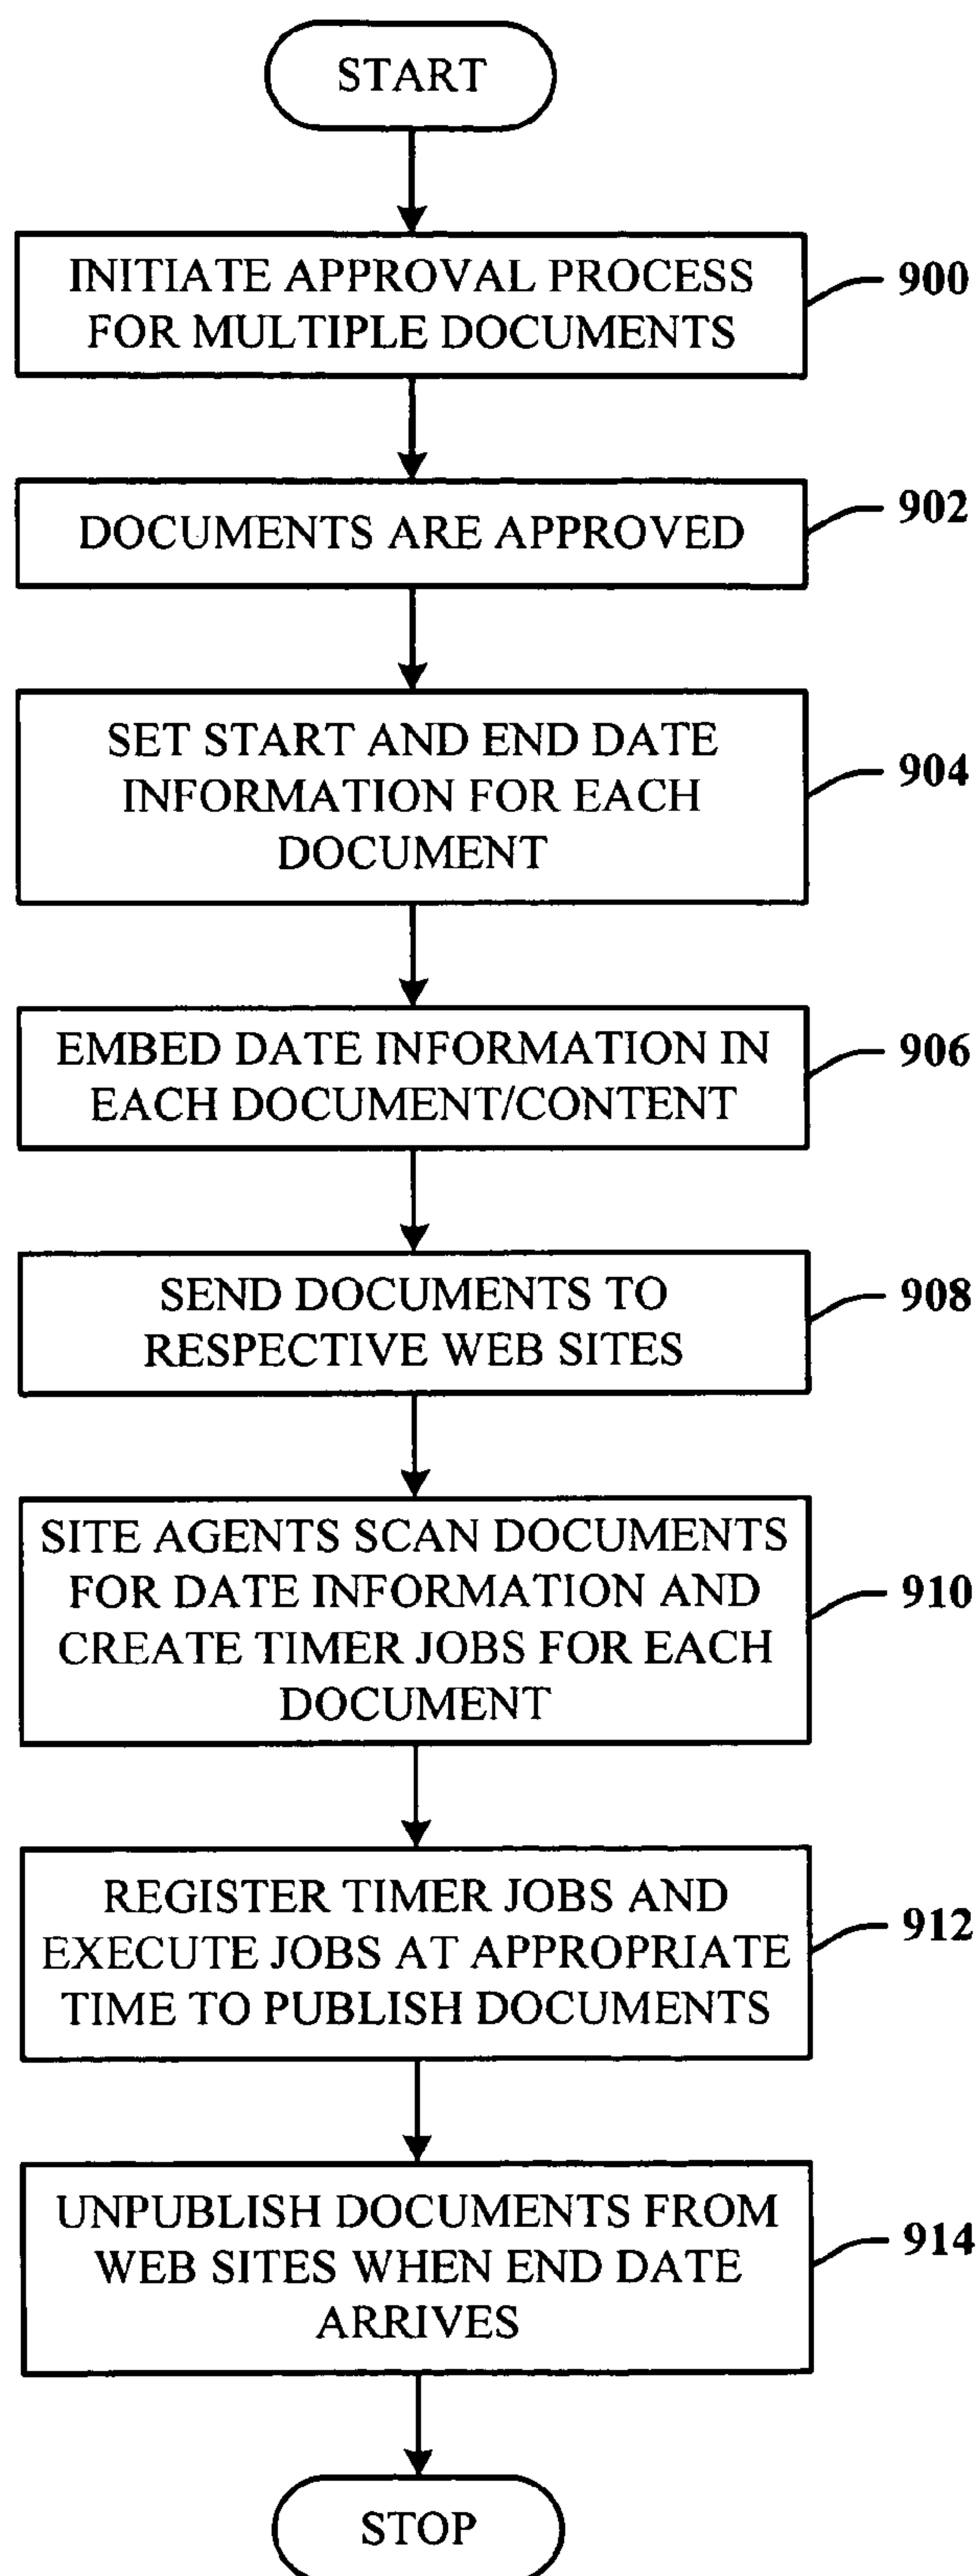 START
INITIATE APPROVAL PROCESS
FOR MULTIPLE DOCUMENTS
900
DOCUMENTS ARE APPROVED
902
SET START AND END DATE
INFORMATION FOR EACH
DOCUMENT
904
EMBED DATE INFORMATION IN
EACH DOCUMENT/CONTENT
906
SEND DOCUMENTS TO
RESPECTIVE WEB SITES
908
SITE AGENTS SCAN DOCUMENTS
FOR DATE INFORMATION AND
CREATE TIMER JOBS FOR EACH
DOCUMENT
910
REGISTER TIMER JOBS AND
EXECUTE JOBS AT APPROPRIATE
TIME TO PUBLISH DOCUMENTS
912
UNPUBLISH DOCUMENTS FROM
WEB SITES WHEN END DATE
ARRIVES
914
STOP